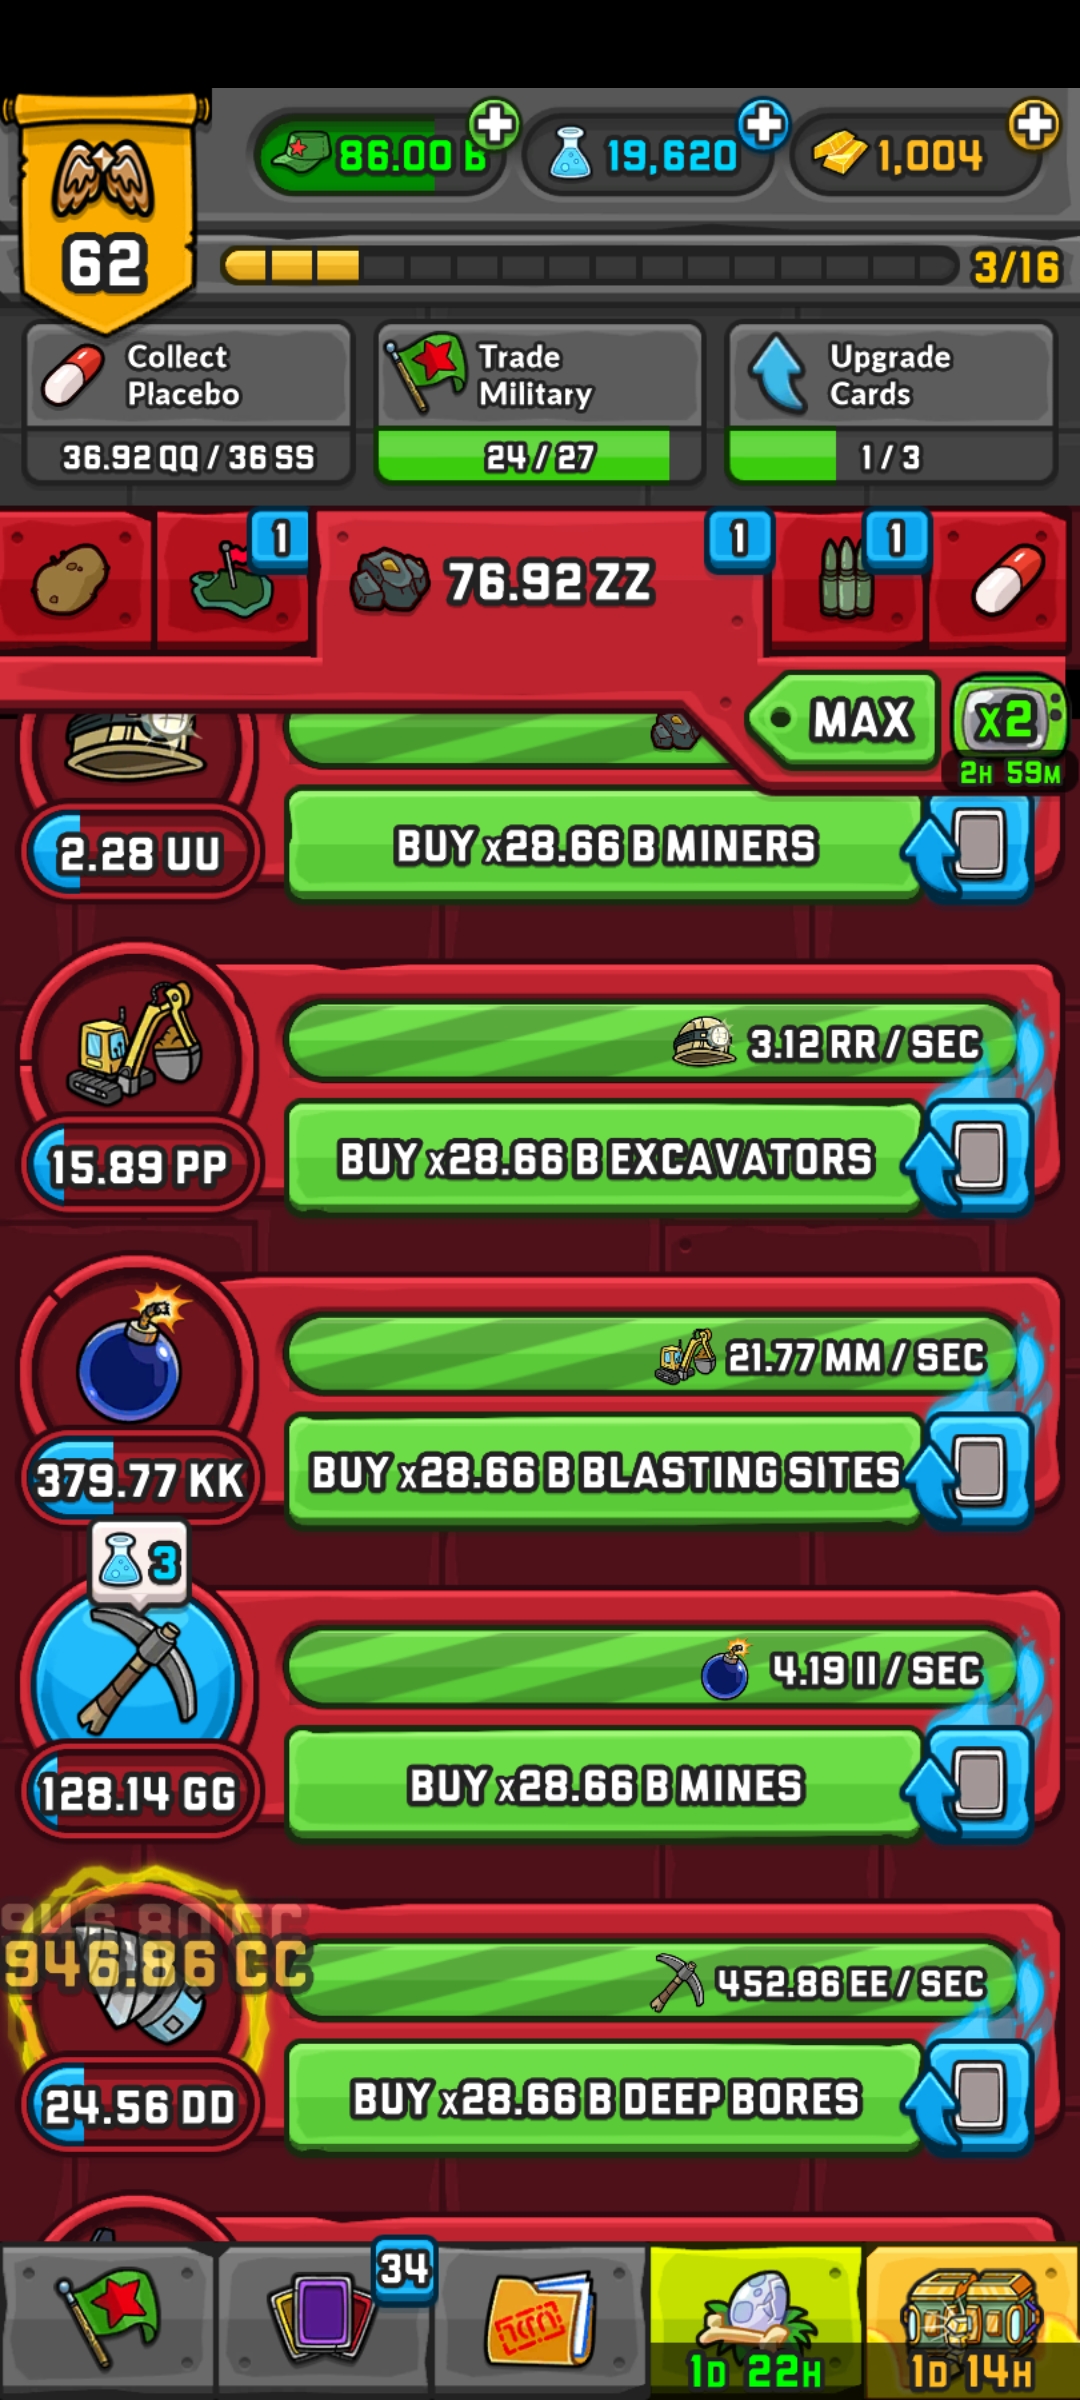 86.00 B
19,620
1,004
62
3/16
Collect
Placebo
36.92 QQ / 36 SS
Trade
Military
24 / 27
Upgrade
Cards
1 / 3
1
76.92 ZZ
1
1
MAX
x2
2H 59M
2.28 UU
BUY x28.66 B MINERS
3.12 RR / SEC
15.89 PP
BUY x28.66 B EXCAVATORS
21.77 MM / SEC
379.77 KK
BUY x28.66 B BLASTING SITES
3
4.19 II / SEC
128.14 GG
BUY x28.66 B MINES
946.86 CC
452.86 EE / SEC
24.56 DD
BUY x28.66 B DEEP BORES
34
1D 22H
1D 14H